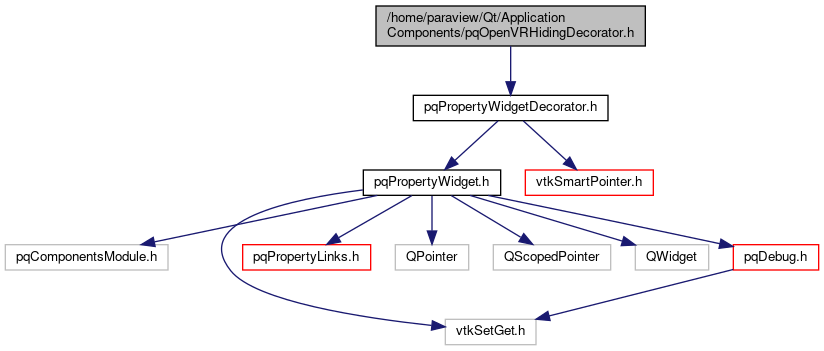 /home/paraview/Qt/Application
Components/pqOpenVRHidingDecorator.h
pqPropertyWidgetDecorator.h
pqPropertyWidget.h
vtkSmartPointer.h
pqComponentsModule.h
pqPropertyLinks.h
QPointer
QScopedPointer
QWidget
pqDebug.h
vtkSetGet.h